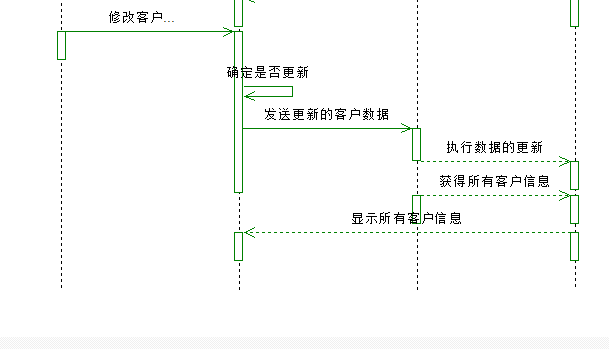 修改客户...
确定是否更新
发送更新的客户数据
执行数据的更新
获得所有客户信息
显示所有客户信息